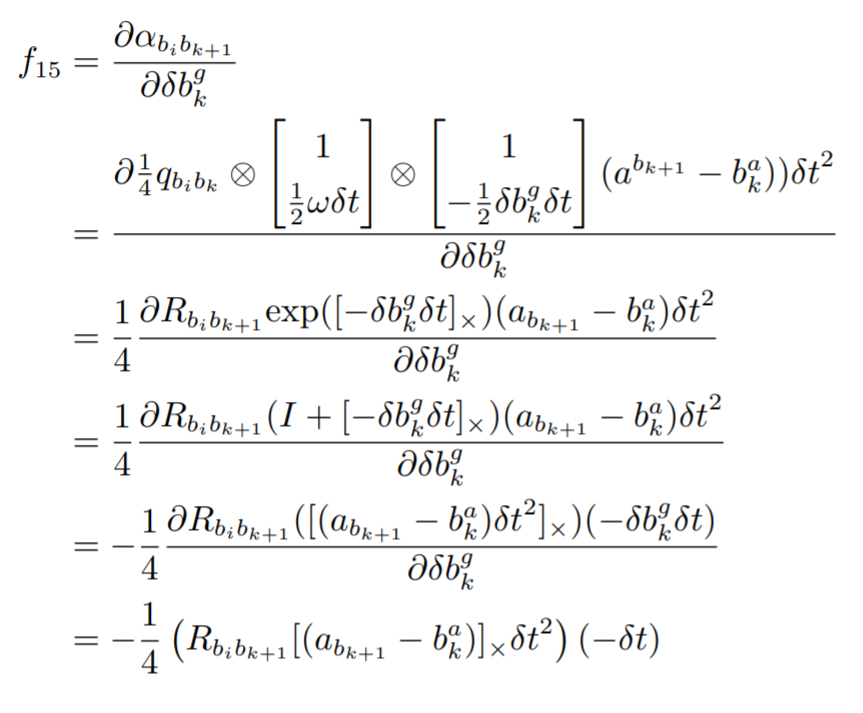 f_{15} = \frac{\partial \alpha_{b_i b_{k+1}}}{\partial \delta b_k^g}
= \frac{\partial \frac{1}{4} q_{b_i b_k} \otimes \begin{bmatrix} 1 \\ \frac{1}{2} \omega \delta t \end{bmatrix} \otimes \begin{bmatrix} 1 \\ -\frac{1}{2} \delta b_k^g \delta t \end{bmatrix} (a^{b_{k+1}} - b_k^a)) \delta t^2}{\partial \delta b_k^g}
= \frac{1}{4} \frac{\partial R_{b_i b_{k+1}} \exp([-\delta b_k^g \delta t]_\times)(a_{b_{k+1}} - b_k^a) \delta t^2}{\partial \delta b_k^g}
= \frac{1}{4} \frac{\partial R_{b_i b_{k+1}} (I + [-\delta b_k^g \delta t]_\times)(a_{b_{k+1}} - b_k^a) \delta t^2}{\partial \delta b_k^g}
= -\frac{1}{4} \frac{\partial R_{b_i b_{k+1}} ([(a_{b_{k+1}} - b_k^a) \delta t^2]_\times)(-\delta b_k^g \delta t)}{\partial \delta b_k^g}
= -\frac{1}{4} \left( R_{b_i b_{k+1}} [(a_{b_{k+1}} - b_k^a)]_\times \delta t^2 \right) (-\delta t)